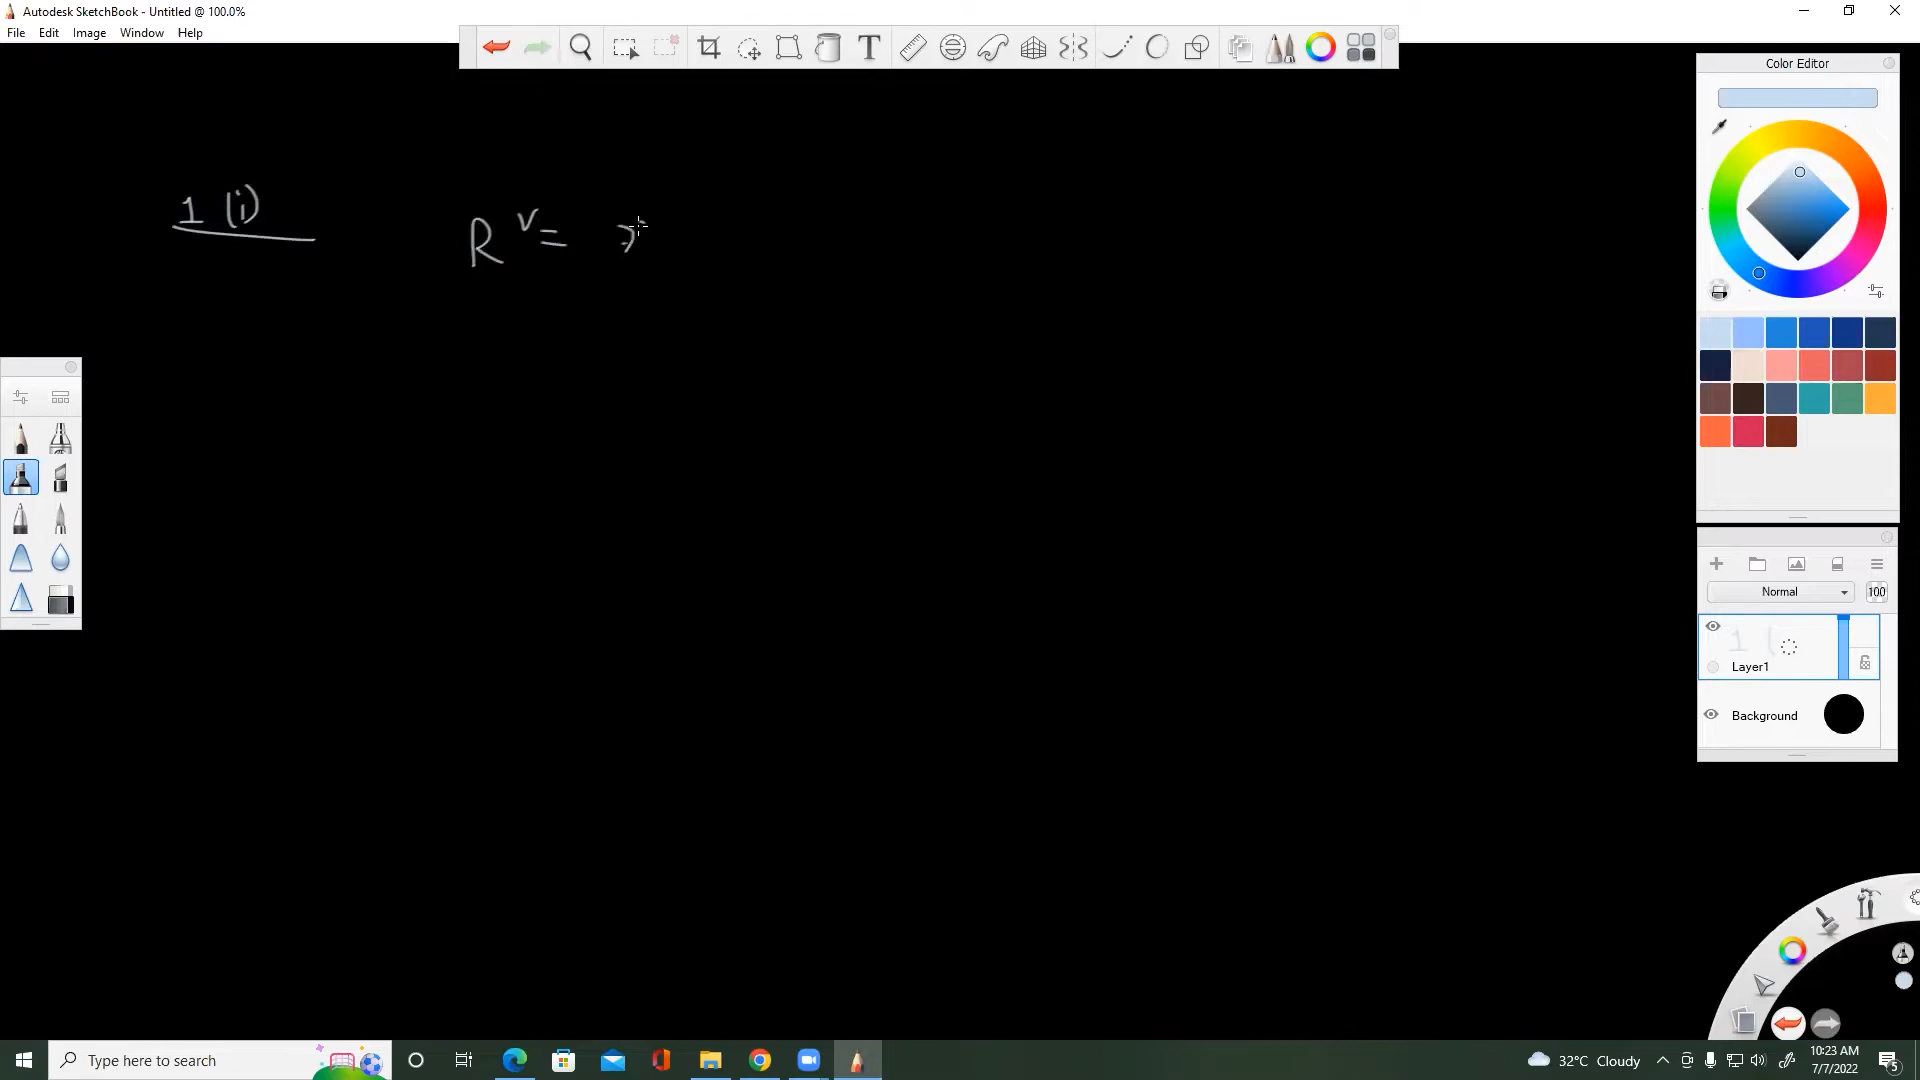 Autodesk SketchBook - Untitled @ 100.0%
File Edit Image Window Help
T
Color Editor
1 (i)
R v = x
Normal 100
Layer1
Background
Type here to search
32°C Cloudy
10:23 AM
7/7/2022
5